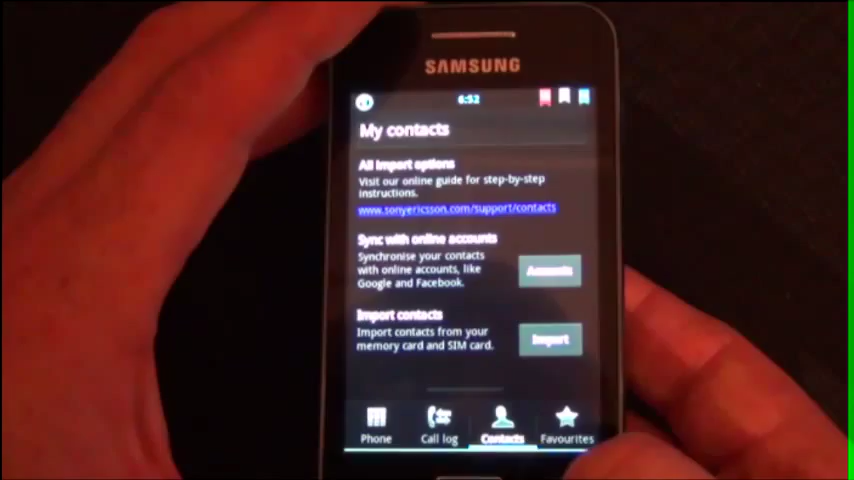 SAMSUNG
6:52
My contacts
All import options
Visit our online guide for step-by-step
instructions.
www.sonyericsson.com/support/contacts
Sync with online accounts
Synchronise your contacts
with online accounts, like
Google and Facebook.
Accounts
Import contacts
Import contacts from your
memory card and SIM card.
Import
Phone
Call log
Contacts
Favourites